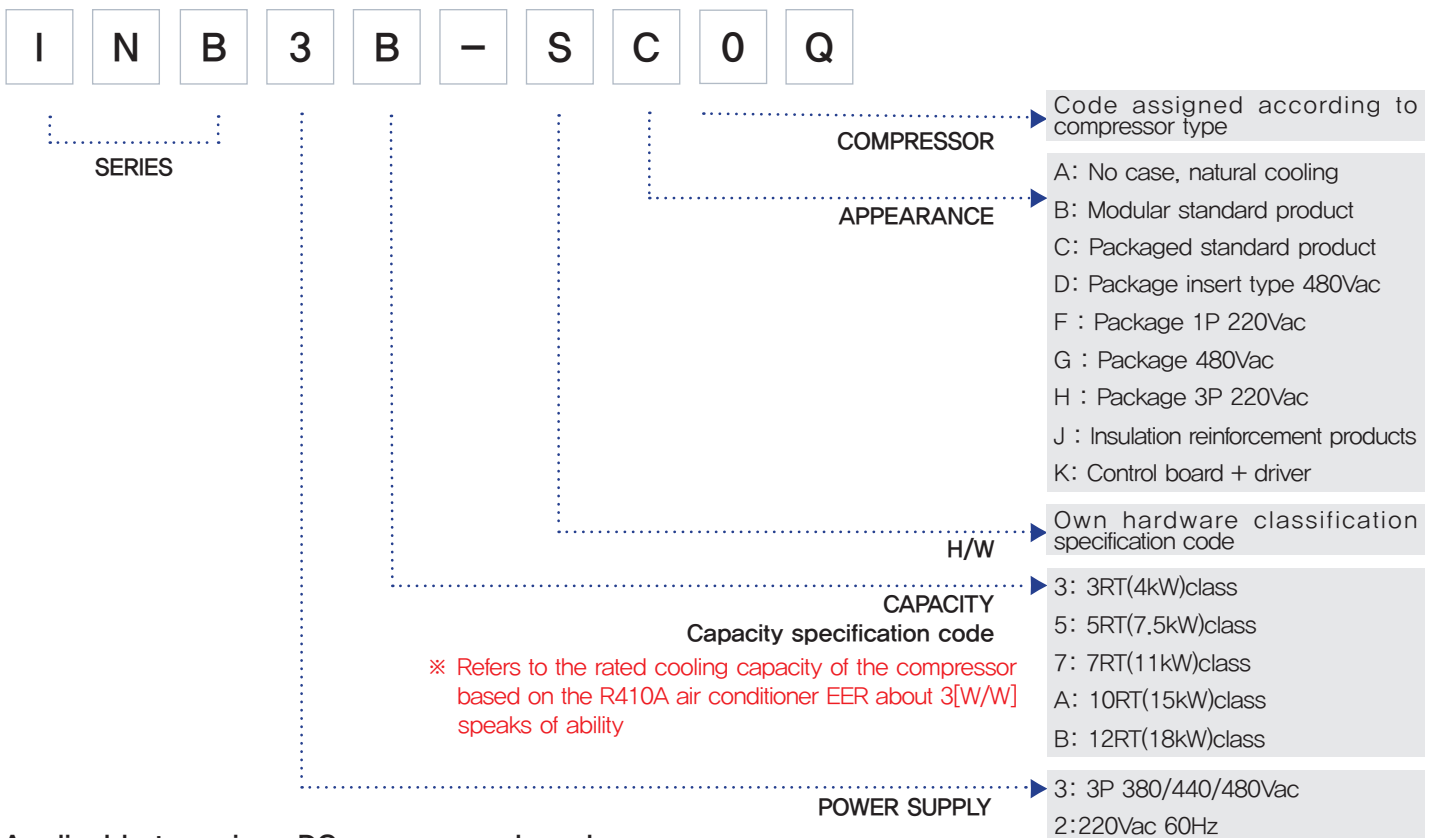 I N B 3 B – S C 0 Q
SERIES
COMPRESSOR
Code assigned according to
compressor type
APPEARANCE
A: No case, natural cooling
B: Modular standard product
C: Packaged standard product
D: Package insert type 480Vac
F : Package 1P 220Vac
G : Package 480Vac
H : Package 3P 220Vac
J : Insulation reinforcement products
K: Control board + driver
H/W
Own hardware classification
specification code
CAPACITY
Capacity specification code
※ Refers to the rated cooling capacity of the compressor
based on the R410A air conditioner EER about 3[W/W]
speaks of ability
3: 3RT(4kW)class
5: 5RT(7.5kW)class
7: 7RT(11kW)class
A: 10RT(15kW)class
B: 12RT(18kW)class
POWER SUPPLY
3: 3P 380/440/480Vac
2:220Vac 60Hz